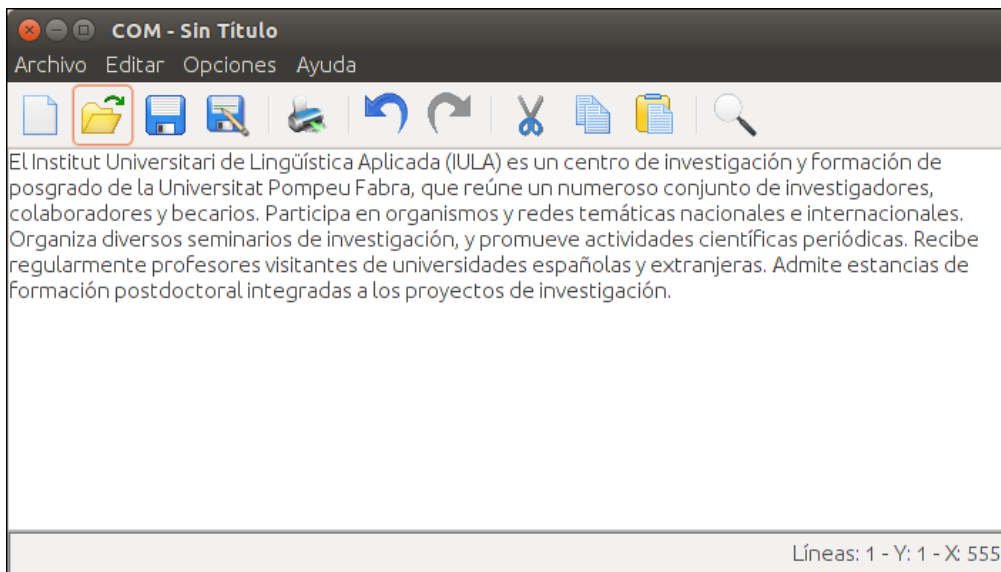 COM - Sin Título
Archivo Editar Opciones Ayuda
El Institut Universitari de Lingüística Aplicada (IULA) es un centro de investigación y formación de
posgrado de la Universitat Pompeu Fabra, que reúne un numeroso conjunto de investigadores,
colaboradores y becarios. Participa en organismos y redes temáticas nacionales e internacionales.
Organiza diversos seminarios de investigación, y promueve actividades científicas periódicas. Recibe
regularmente profesores visitantes de universidades españolas y extranjeras. Admite estancias de
formación postdoctoral integradas a los proyectos de investigación.
Líneas: 1 - Y: 1 - X: 555